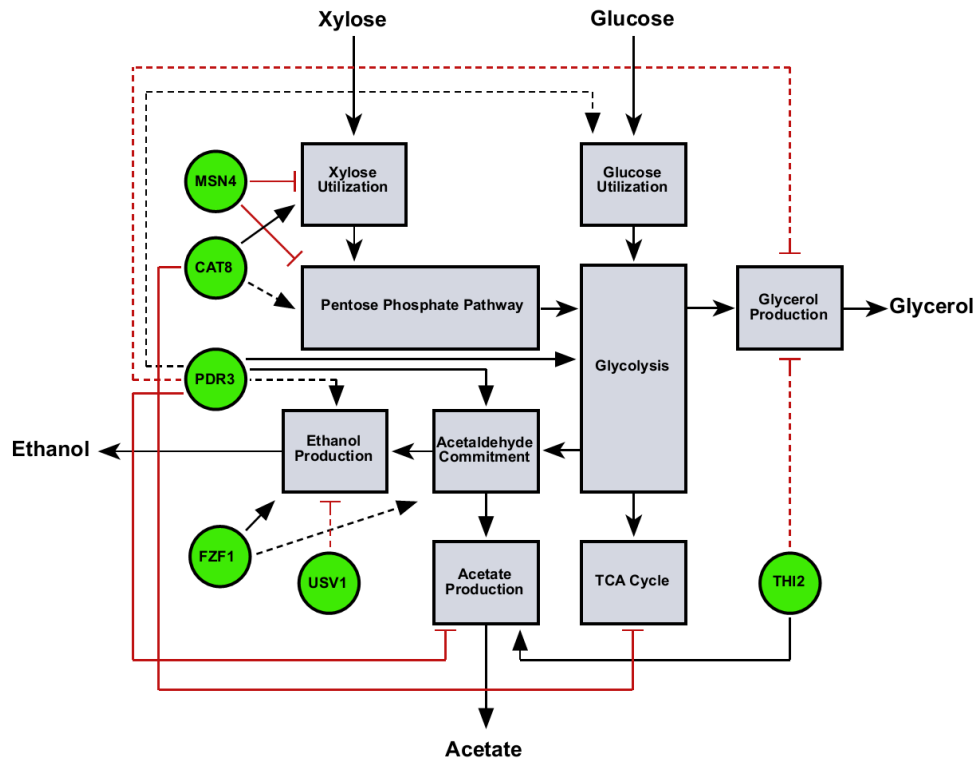 Xylose
Glucose
MSN4
Xylose
Utilization
Glucose
Utilization
CAT8
Pentose Phosphate Pathway
Glycerol
Production
Glycerol
PDR3
Glycolysis
Ethanol
Ethanol
Production
Acetaldehyde
Commitment
FZF1
USV1
Acetate
Production
TCA Cycle
THI2
Acetate